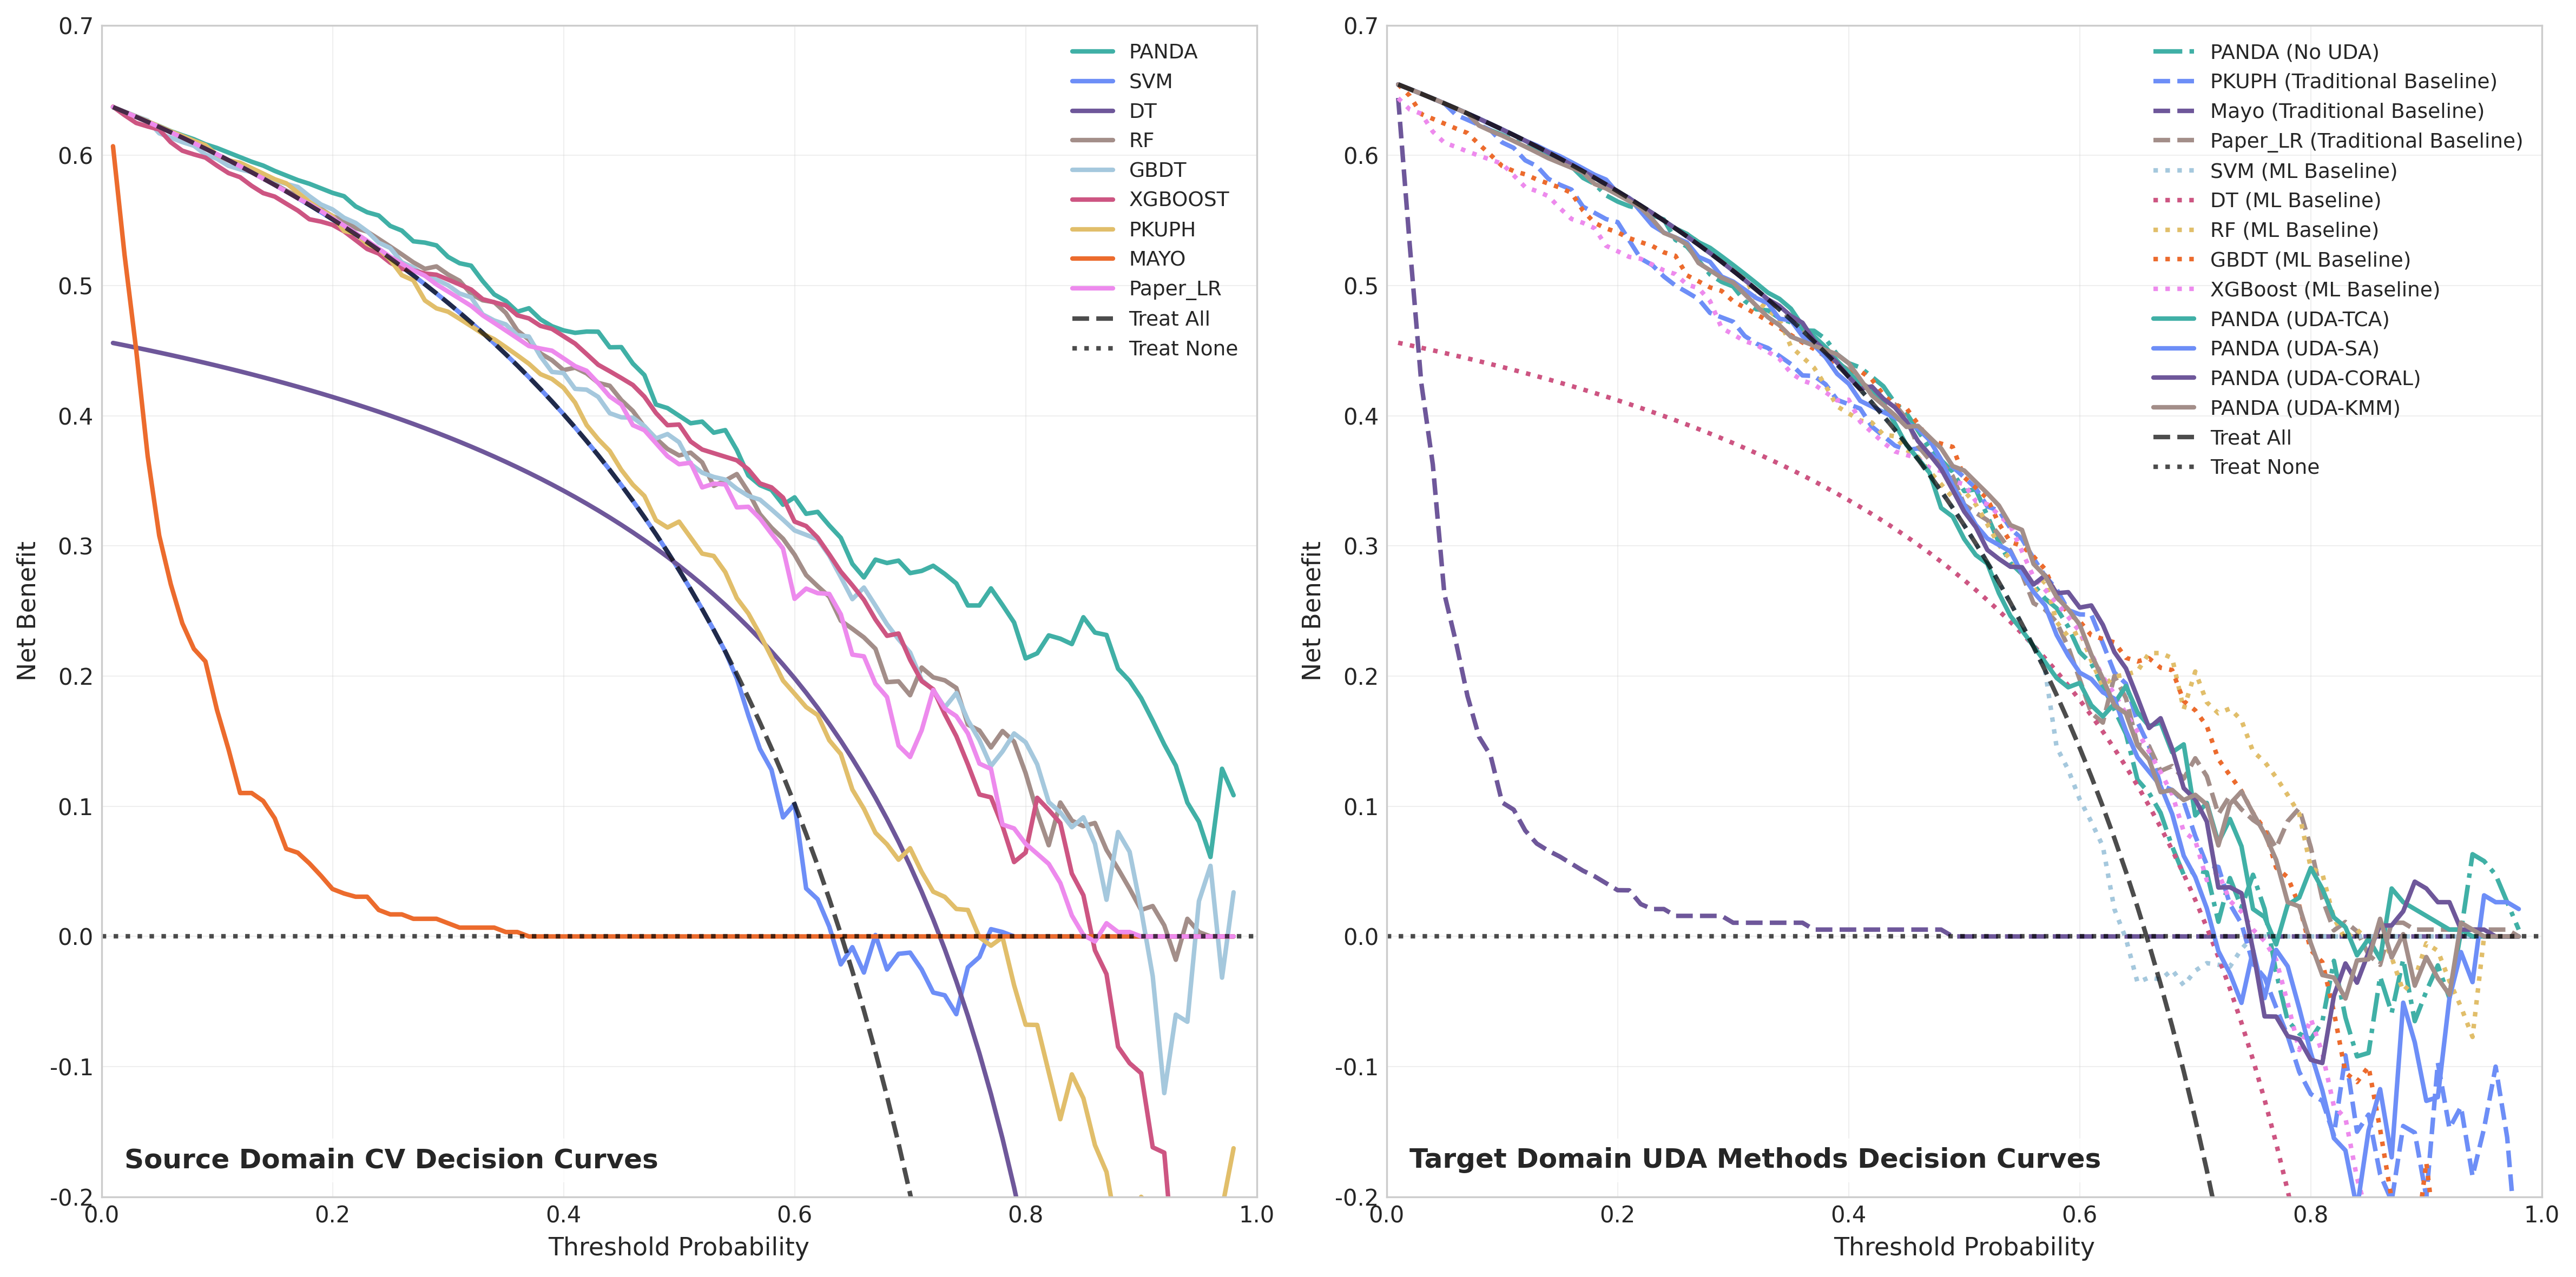 0.7
0.6
0.5
0.4
0.3
0.2
0.1
0.0
-0.1
-0.2
Net Benefit
PANDA
SVM
DT
RF
GBDT
XGBOOST
PKUPH
MAYO
Paper_LR
Treat All
Treat None
Source Domain CV Decision Curves
0.0 0.2 0.4 0.6 0.8 1.0
Threshold Probability
0.7
0.6
0.5
0.4
0.3
0.2
0.1
0.0
-0.1
-0.2
Net Benefit
PANDA (No UDA)
PKUPH (Traditional Baseline)
Mayo (Traditional Baseline)
Paper_LR (Traditional Baseline)
SVM (ML Baseline)
DT (ML Baseline)
RF (ML Baseline)
GBDT (ML Baseline)
XGBoost (ML Baseline)
PANDA (UDA-TCA)
PANDA (UDA-SA)
PANDA (UDA-CORAL)
PANDA (UDA-KMM)
Treat All
Treat None
Target Domain UDA Methods Decision Curves
0.0 0.2 0.4 0.6 0.8 1.0
Threshold Probability